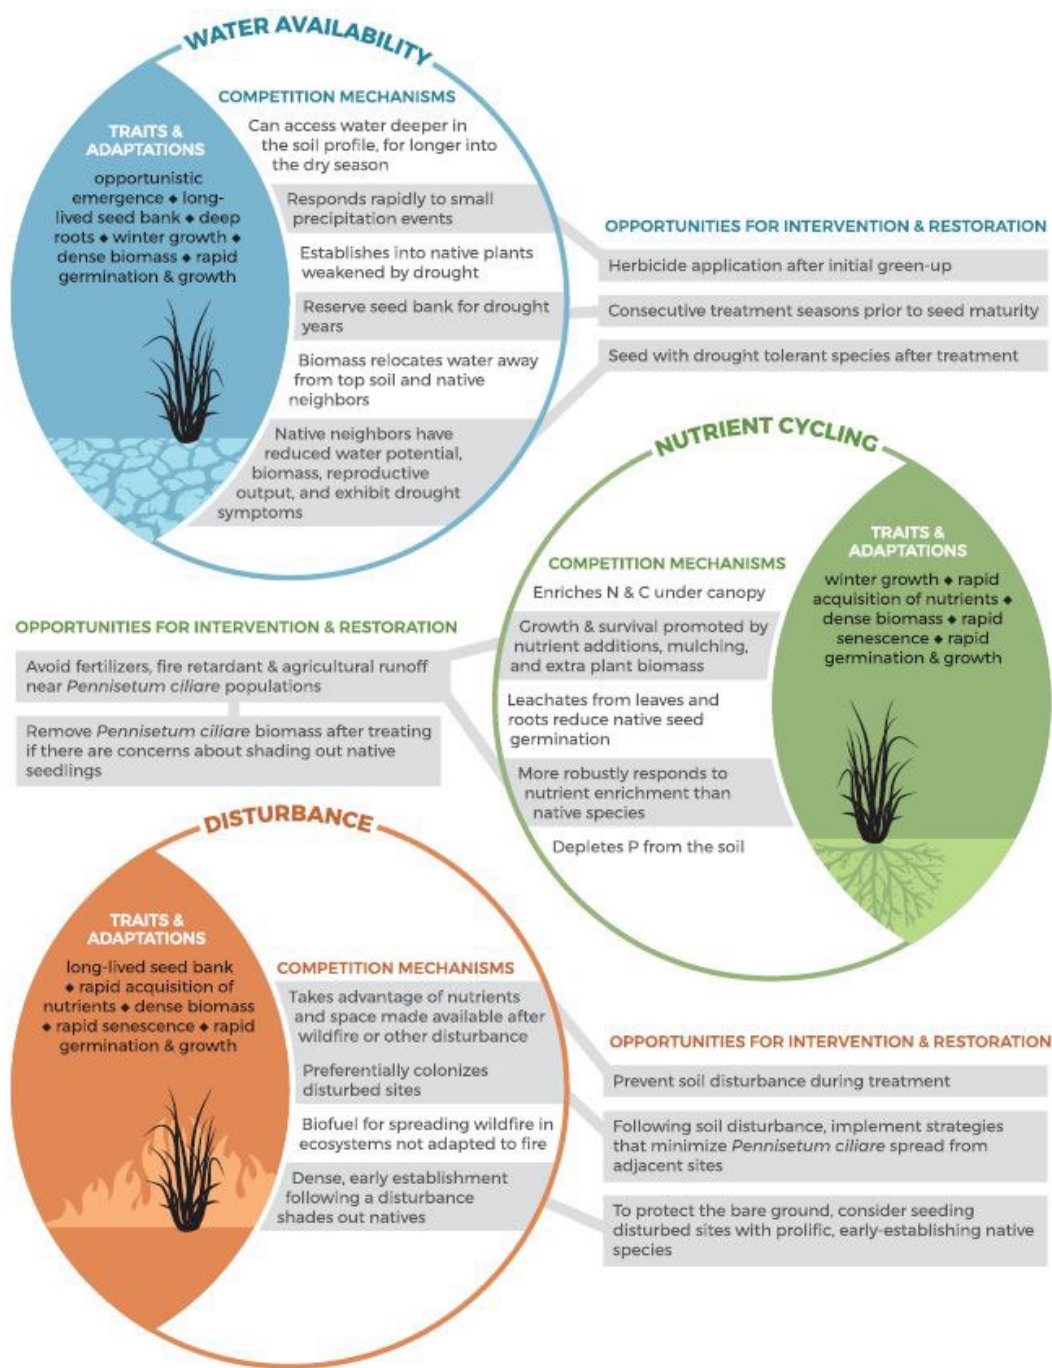 WATER AVAILABILITY
TRAITS &
ADAPTATIONS
opportunistic
emergence ◆ long-
lived seed bank ◆ deep
roots ◆ winter growth ◆
dense biomass ◆ rapid
germination & growth
COMPETITION MECHANISMS
Can access water deeper in
the soil profile, for longer into
the dry season
Responds rapidly to small
precipitation events
Establishes into native plants
weakened by drought
Reserve seed bank for drought
years
Biomass relocates water away
from top soil and native
neighbors
Native neighbors have
reduced water potential,
biomass, reproductive
output, and exhibit drought
symptoms
OPPORTUNITIES FOR INTERVENTION & RESTORATION
Herbicide application after initial green-up
Consecutive treatment seasons prior to seed maturity
Seed with drought tolerant species after treatment
NUTRIENT CYCLING
TRAITS &
ADAPTATIONS
winter growth ◆ rapid
acquisition of nutrients ◆
dense biomass ◆ rapid
senescence ◆ rapid
germination & growth
COMPETITION MECHANISMS
Enriches N & C under canopy
Growth & survival promoted by
nutrient additions, mulching,
and extra plant biomass
Leachates from leaves and
roots reduce native seed
germination
More robustly responds to
nutrient enrichment than
native species
Depletes P from the soil
OPPORTUNITIES FOR INTERVENTION & RESTORATION
Avoid fertilizers, fire retardant & agricultural runoff
near Pennisetum ciliare populations
Remove Pennisetum ciliare biomass after treating
if there are concerns about shading out native
seedlings
DISTURBANCE
TRAITS &
ADAPTATIONS
long-lived seed bank
◆ rapid acquisition of
nutrients ◆ dense biomass
◆ rapid senescence ◆ rapid
germination & growth
COMPETITION MECHANISMS
Takes advantage of nutrients
and space made available after
wildfire or other disturbance
Preferentially colonizes
disturbed sites
Biofuel for spreading wildfire in
ecosystems not adapted to fire
Dense, early establishment
following a disturbance
shades out natives
OPPORTUNITIES FOR INTERVENTION & RESTORATION
Prevent soil disturbance during treatment
Following soil disturbance, implement strategies
that minimize Pennisetum ciliare spread from
adjacent sites
To protect the bare ground, consider seeding
disturbed sites with prolific, early-establishing native
species